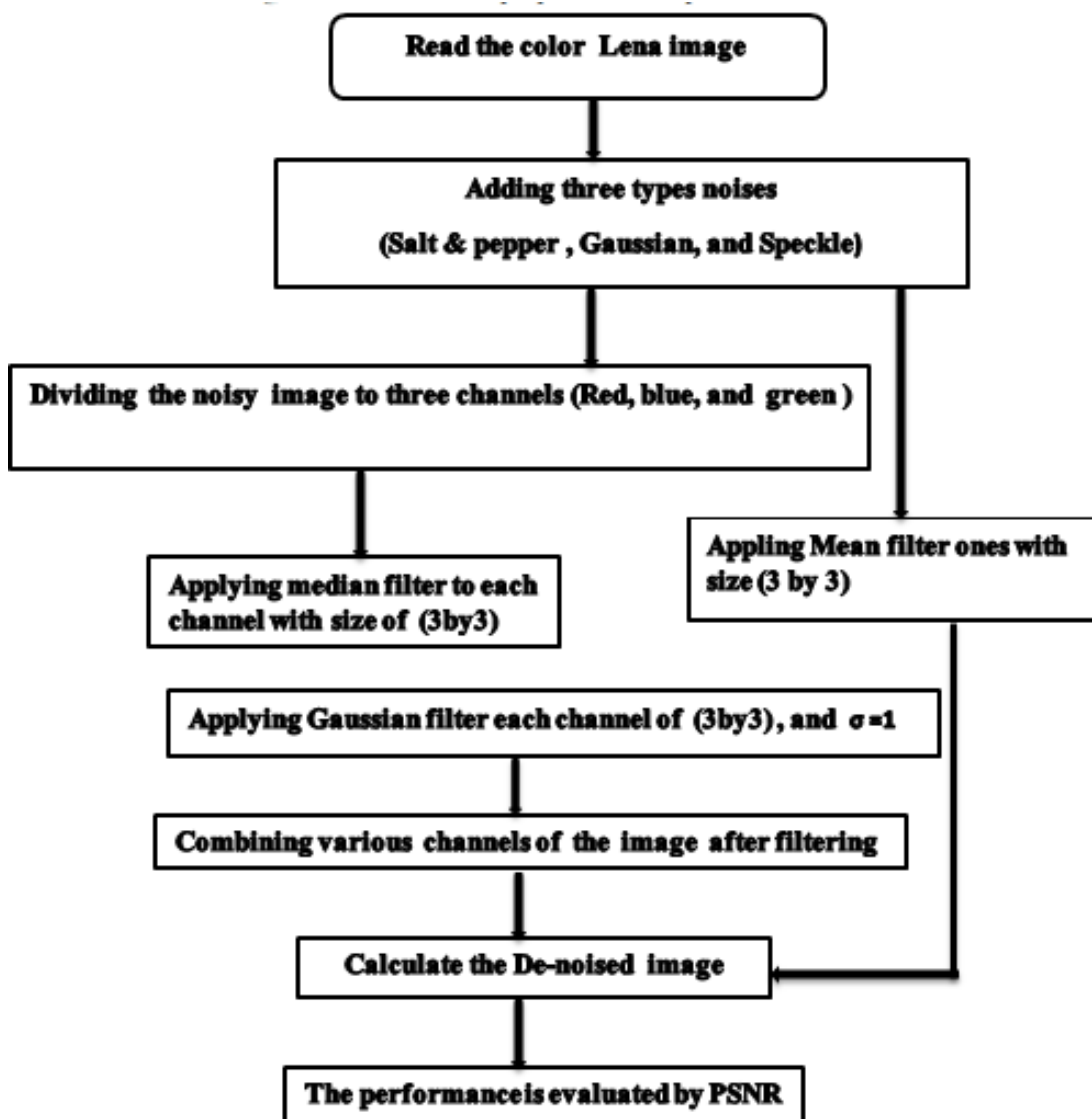 Read the color Lena image
Adding three types noises
(Salt & pepper , Gaussian, and Speckle)
Dividing the noisy image to three channels (Red, blue, and green )
Appling Mean filter ones with
size (3 by 3)
Applying median filter to each
channel with size of (3by3)
Applying Gaussian filter each channel of (3by3), and σ =1
Combining various channels of the image after filtering
Calculate the De-noised image
The performance is evaluated by PSNR